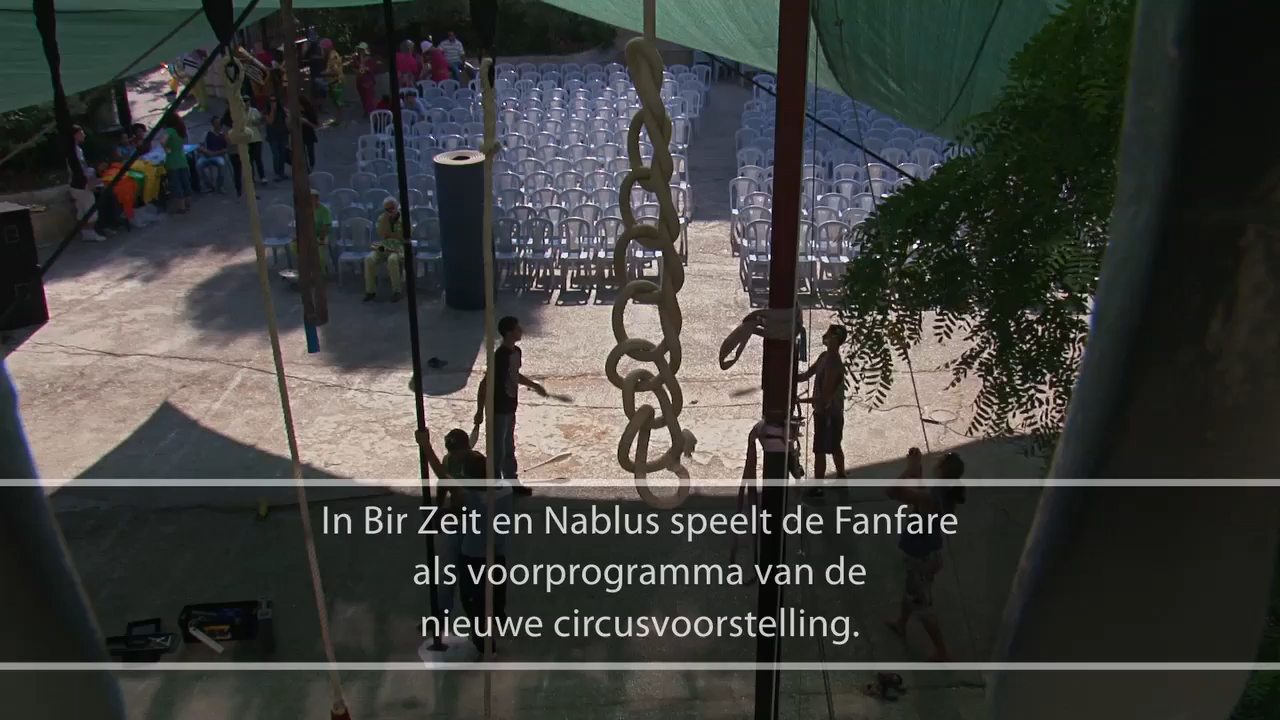 In Bir Zeit en Nablus speelt de Fanfare
als voorprogramma van de
nieuwe circusvoorstelling.